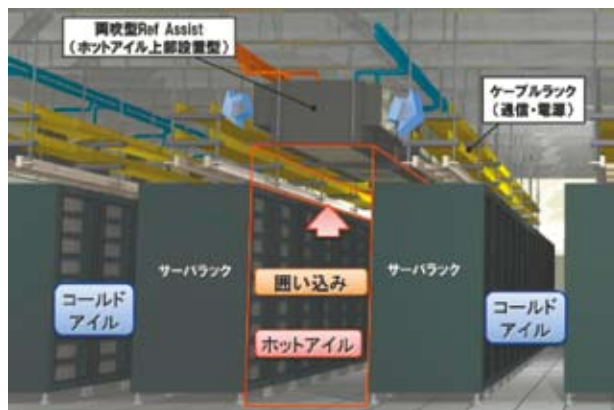 両吹型Ref Assist
(ホットアイル上部設置型)
ケーブルラック
(通信・電源)
サーバラック
サーバラック
コールド
アイル
囲い込み
コールド
アイル
ホットアイル